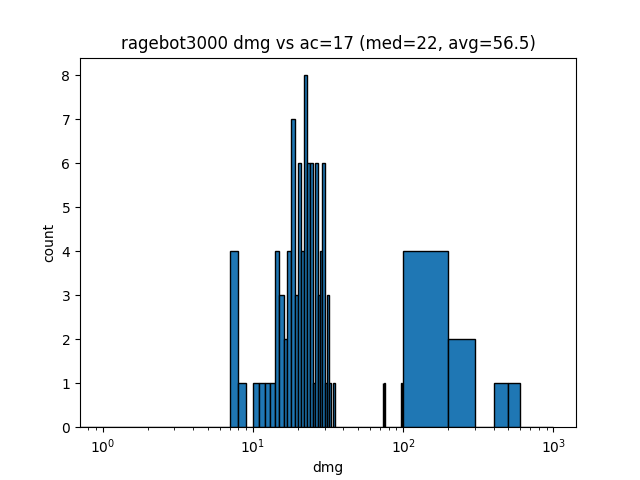 ragebot3000 dmg vs ac=17 (med=22, avg=56.5)
8
7
6
5
4
3
2
1
0
count
10⁰ 10¹ 10² 10³
dmg